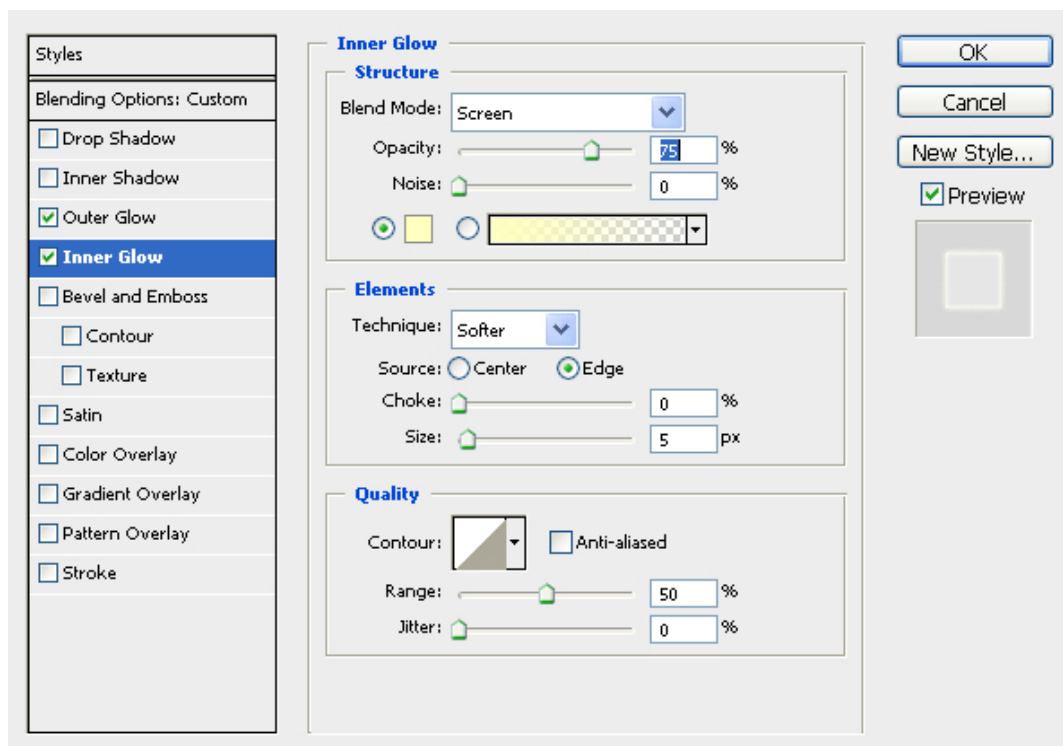 Styles
Blending Options: Custom
Drop Shadow
Inner Shadow
Outer Glow
Inner Glow
Bevel and Emboss
Contour
Texture
Satin
Color Overlay
Gradient Overlay
Pattern Overlay
Stroke
Inner Glow
Structure
Blend Mode: Screen
Opacity: 75 %
Noise: 0 %
Elements
Technique: Softer
Source: Center Edge
Choke: 0 %
Size: 5 px
Quality
Contour: Anti-aliased
Range: 50 %
Jitter: 0 %
OK
Cancel
New Style...
Preview